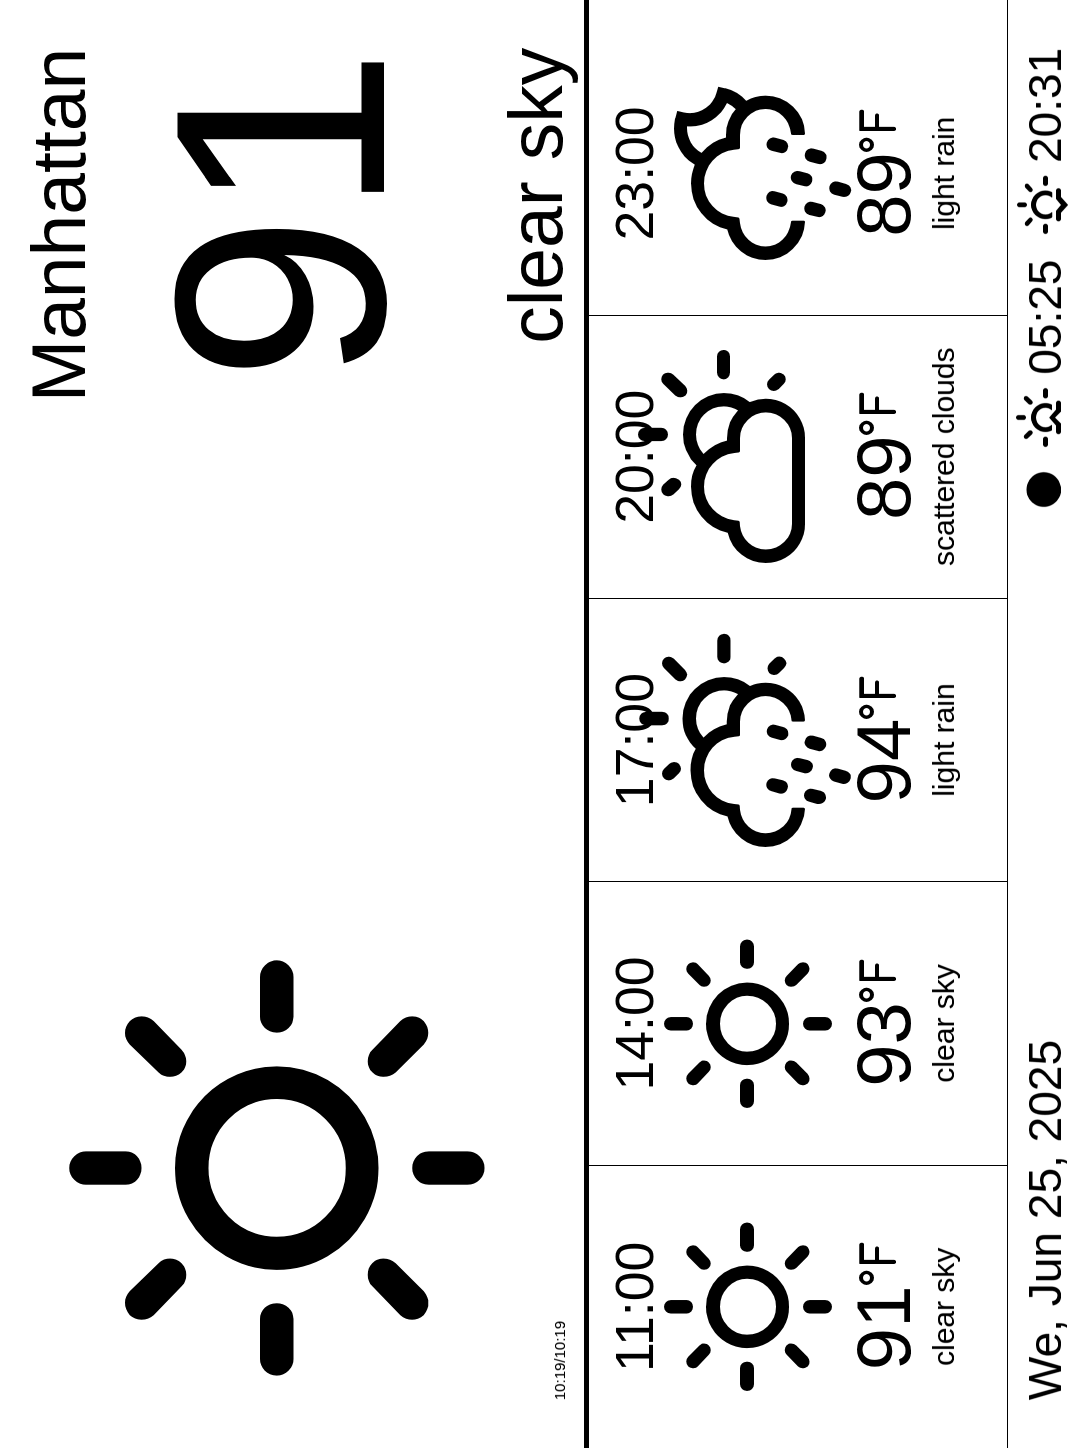 Manhattan
91
clear sky
10:19/10:19
11:00
91°F
clear sky
14:00
93°F
clear sky
17:00
94°F
light rain
20:00
89°F
scattered clouds
23:00
89°F
light rain
We, Jun 25, 2025
05:25
20:31